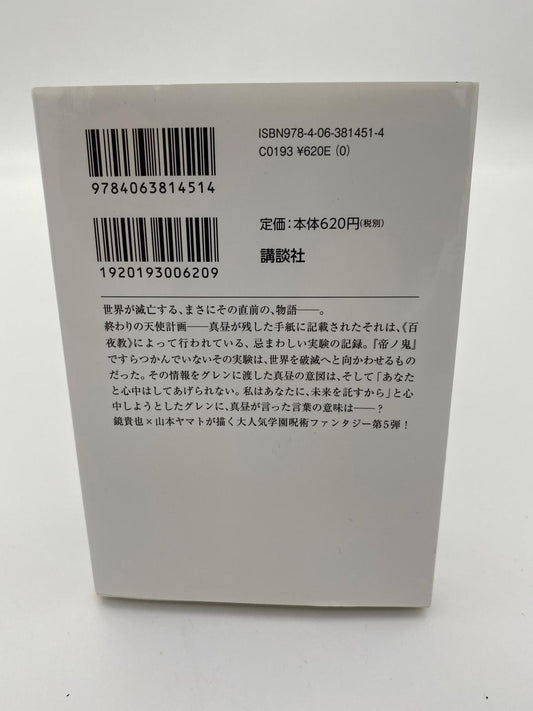 ISBN978-4-06-381451-4
C0193 ¥620E (0)
9784063814514
定価:本体620円(税別)
1920193006209
講談社
世界が滅亡する、まさにその直前の、物語──。
終わりの天使計画──真昼が残した手紙に記載されたそれは、《百
夜教》によって行われている、忌まわしい実験の記録。『帝ノ鬼』
ですらつかんでいないその実験は、世界を破滅へと向かわせるもの
だった。その情報をグレンに渡した真昼の意図は、そして「あなた
と心中はしてあげられない。私はあなたに、未来を託すから」と心
中しようとしたグレンに、真昼が言った言葉の意味は──?
鏡貴也×山本ヤマトが描く大人気学園呪術ファンタジー第5弾!